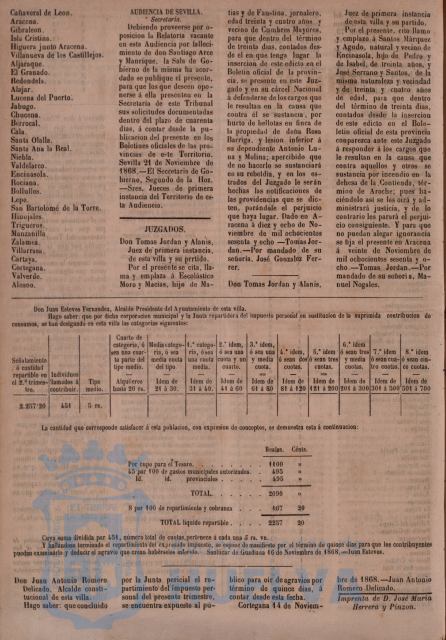 Cañaveral de Leon.
Aracena.
Gibraleon.
Isla Cristina.
Higuera junto Aracena.
Villanueva de los Castillejos.
Aljaraque.
El Granado.
Redondela.
Alajar.
Lucena del Puerto.
Jabugo.
Chucena.
Berrocal.
Cala.
Santa Olalla.
Santa Ana la Real.
Niebla.
Valdelarco.
Encinasola.
Rociana.
Bollullos.
Lepe.
San Bartolomé de la Torre.
Hinojales.
Trigueros.
Manzanilla
Zalamea.
Villarrasa
Cartaya.
Cortegana.
Valverde.
Alosno.
AUDIENCIA DE SEVILLA.
Secretaría.
Debiendo proveerse por oposicion la Relatoría vacante
en esta Audiencia por fallecimiento
de don Santiago Arce
y Manrique, la Sala de Gobierno
de la misma ha acordado
se publique el presente,
para que los que deseen oponerse
á ella presenten en la
Secretaría de este Tribunal
sus solicitudes documentadas
dentro del plazo de cuarenta
dias, á contar desde la publicacion
del presente en los
Boletines oficiales de las provincias
de este Territorio.
Sevilla 21 de Noviembre de
1868.—El Secretario de Gobierno,
Segundo de la Hoz.
—Sres. Jueces de primera
instancia del Territorio de esta
Audiencia.
JUZGADOS.
Don Tomas Jordan y Alanis,
Juez de primera instancia,
de esta villa y su partido.
Por el presente se cita, llama
y emplaza á Escolástico
Mora y Macías, hijo de Matias
y de Faustina, jornalero,
edad treinta y cuatro años, y
vecino de Cumbres Mayores,
para que dentro del término
de treinta dias, contados desde
el en que tenga lugar la
insercion de este edicto en el
Boletin oficial de la provincia,
se presente en este Juzgado
y en su cárcel Nacional
á defenderse de los cargos que
le resultan en la causa que
contra él se sustancia, por
hurto de bellotas en finca de
la propiedad de doña Rosa
Barriga, y lesion inferior á
su dependiente Antonio Lunas
y Molina; apercibido que
de no hacerlo se sustanciará
en su rebeldía, y en los estrados
del Juzgado le serán
hechas las notificaciones de
las providencias que se dicten,
parándole el perjuicio
que haya lugar. Dado en Aracena
á diez y ocho de Noviembre
de mil ochocientos
sesenta y ocho —Tomas Jordan.—Por
mandado de su
señoría, José Gonzalez Ferrer.
Don Tomas Jordan y Alanis,
Juez de primera instancia
de esta villa y su partido.
Por el presente, cito llamo
y emplazo á Santos Márquez
y Agudo, natural y vecino de
Encinasola, hijo de Pedro y
de Isabel, de treinta años, y
José Serrano y Santos, de la
misma naturaleza y vecindad
y de treinta y cuatro años
de edad, para que dentro
del término de treinta dias,
contados desde la insercion
de este edicto en el Boletin
oficial de esta provincia
comparezca ante este Juzgado
á responder á los cargos que
le resultan en la causa que
contra aquellos y otros se
sustancia por incendio en la
dehesa de la Contienda, término
de Aroche; pues haciéndolo
así se les oirá y administrará
justicia, y de lo
contrario les parará el perjuicio
consiguiente. Y para que
no puedan alegar ignorancia
se fija el presente en Aracena
á veinte de Noviembre de
mil ochocientos sesenta y ocho.
—Tomas Jordan.—Por
mandado de su señoría, Manuel
Nogales.
Don Juan Esteves Fernandez, Alcalde Presidente del Ayuntamiento de esta villa.
Hago saber: que por dicha corporacion municipal y la Junta repartidora del impuesto personal en sustitucion de la suprimida contribucion de
consumos, se han designado en esta villa las categorías siguientes:
Señalamiento ó cantidad repartible en el 2.º trimestre.
Individuos llamados á contribuir.
Tipo medio.
Cuarto de categoría, ó sea una cuarta parte del tipo medio.
Media categoría, ó sea media cuota
1.ª categoría, ó sea una cuota
2.ª idem, ó sea una cuota y cuarto
3.ª idem, ó sea una y media cuotas.
4.ª idem, ó sean dos cuotas.
5.ª idem, ó sean tres cuotas.
6.ª idem ó sean tres y media cuotas.
7.ª idem ó sean cuatro cuotas.
8.ª idem ó sean cinco cuotas.
Alquileres hasta 20 rs.
Idem de 21 á 30.
Idem de 31 á 40.
Idem de 41 á 60
Idem de 61 á 80
Idem de 81 á 120
Idem de 121 á 200
Idem de 201 á 300
Idem de 301 á 500
Idem de 501 á 700
2.257'20
451
5 rs.
La cantidad que corresponde satisfacer á esta poblacion, con expresion de conceptos, se demuestra esta á continuacion:
Reales. Cénts.
Por cupo para el Tesoro. 1100 »
45 por 100 de gastos municipales autorizados. 495 »
Id. id. provinciales. 495 »
TOTAL. 2090 »
8 por 100 de repartimiento y cobranza 167 20
TOTAL líquido repartible 2257 20
Cuya suma dividida por 451, número total de cuotas, pertenece á cada una 5 rs. vn.
Y hallándose terminado el repartimiento del expresado impuesto, se expone de manifiesto por el término de quince dias para que los contribuyentes
puedan examinarlo y deducir el agravio que crean habérseles inferido. Sanlúcar de Guadiana 16 de Noviembre de 1868.—Juan Esteves.
Don Juan Antonio Romero
Delicado, Alcalde constitucional
de esta villa.
Hago saber: que concluido
por la Junta pericial el repartimiento
del impuesto personal
del presente trimestre,
se encuentra expuesto al público
para oir de agravios por
término de quince dias, á
contar desde esta fecha.
Cortegana 14 de Noviembre
de 1868.—Juan Antonio
Romero Delicado.
Imprenta de D. José María
Herrera y Pinzon.